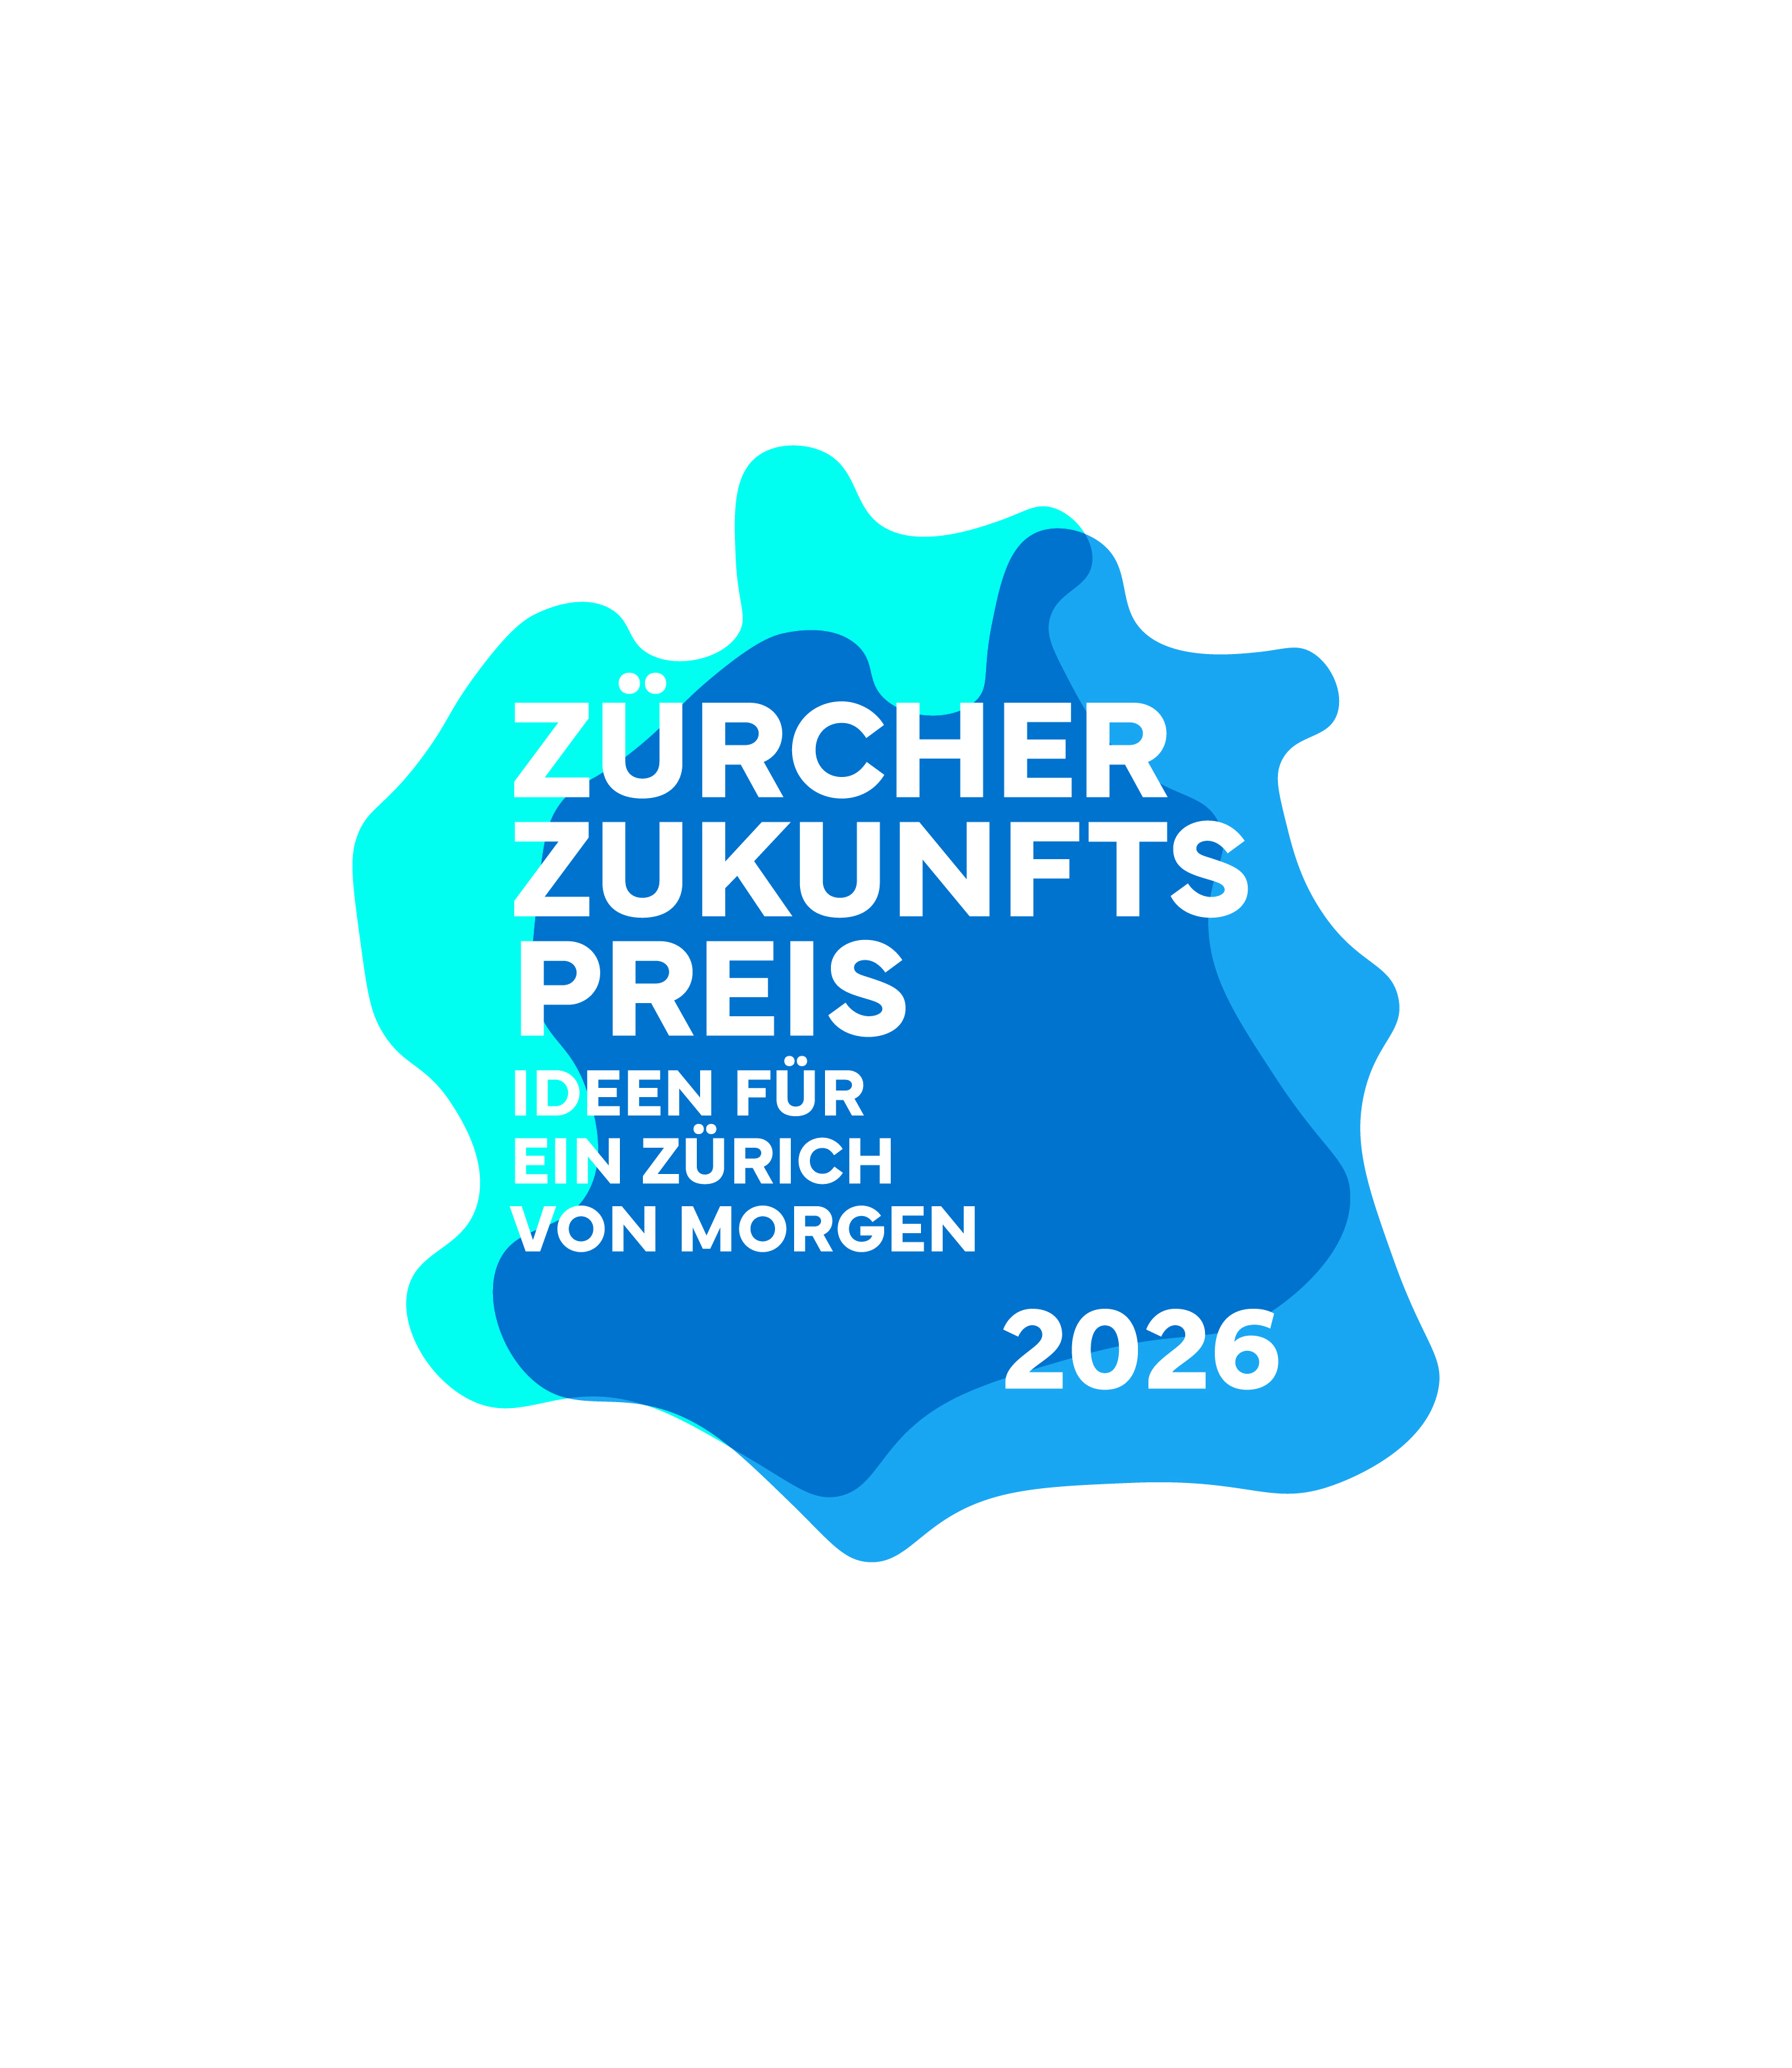 ZÜRCHER
ZUKUNFTS
PREIS
IDEEN FÜR
EIN ZÜRICH
VON MORGEN
2026